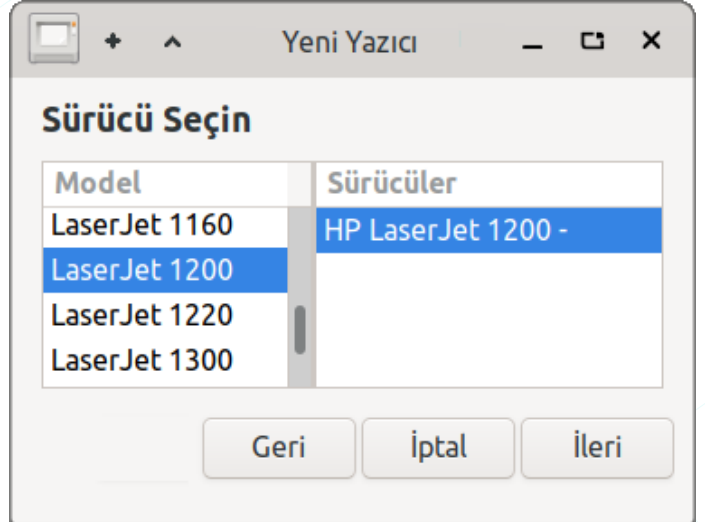 Yeni Yazıcı
Sürücü Seçin
Model
Sürücüler
LaserJet 1160
HP LaserJet 1200 -
LaserJet 1200
LaserJet 1220
LaserJet 1300
Geri
İptal
İleri